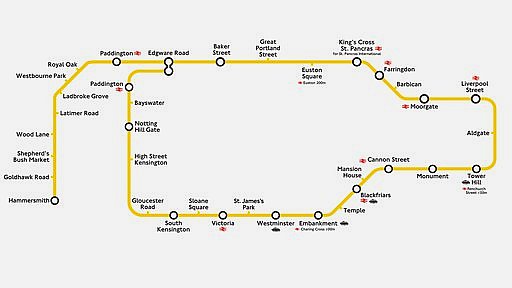 Paddington
Edgware Road
Baker
Street
Great
Portland
Street
King's Cross
St. Pancras
for St. Pancras International
Royal Oak
Westbourne Park
Euston
Square
Euston 200m
Farringdon
Paddington
Barbican
Liverpool
Street
Ladbroke Grove
Bayswater
Moorgate
Latimer Road
Notting
Hill Gate
Wood Lane
Aldgate
Shepherd's
Bush Market
High Street
Kensington
Cannon Street
Mansion
House
Goldhawk Road
Monument
Tower
Hill
Fenchurch
Street 150m
Hammersmith
Gloucester
Road
Sloane
Square
St. James's
Park
Blackfriars
Temple
South
Kensington
Victoria
Westminster
Embankment
Charing Cross 100m